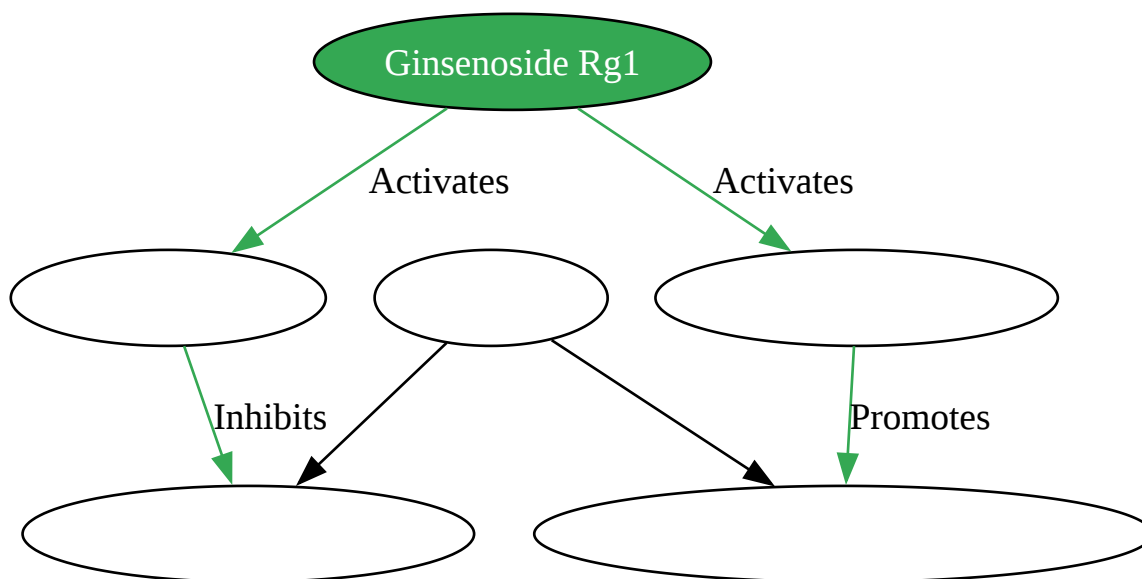 Ginsenoside Rg1
Activates
Activates
Inhibits
Promotes